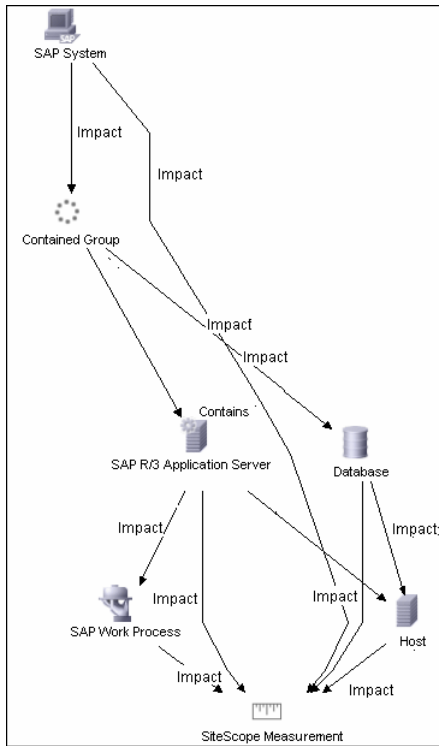 SAP
SAP System
Impact
Impact
Contained Group
Impact
Impact
Contains
SAP R/3 Application Server
Database
Impact
Impact
Impact
Impact
SAP Work Process
Host
Impact
Impact
SiteScope Measurement